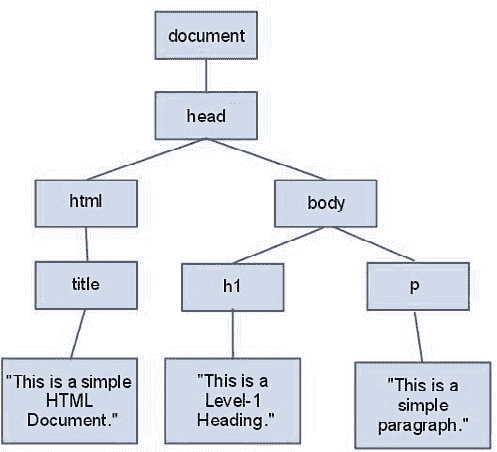 document
head
html
body
title
h1
p
"This is a simple
HTML
Document."
"This is a
Level-1
Heading."
"This is a
simple
paragraph."